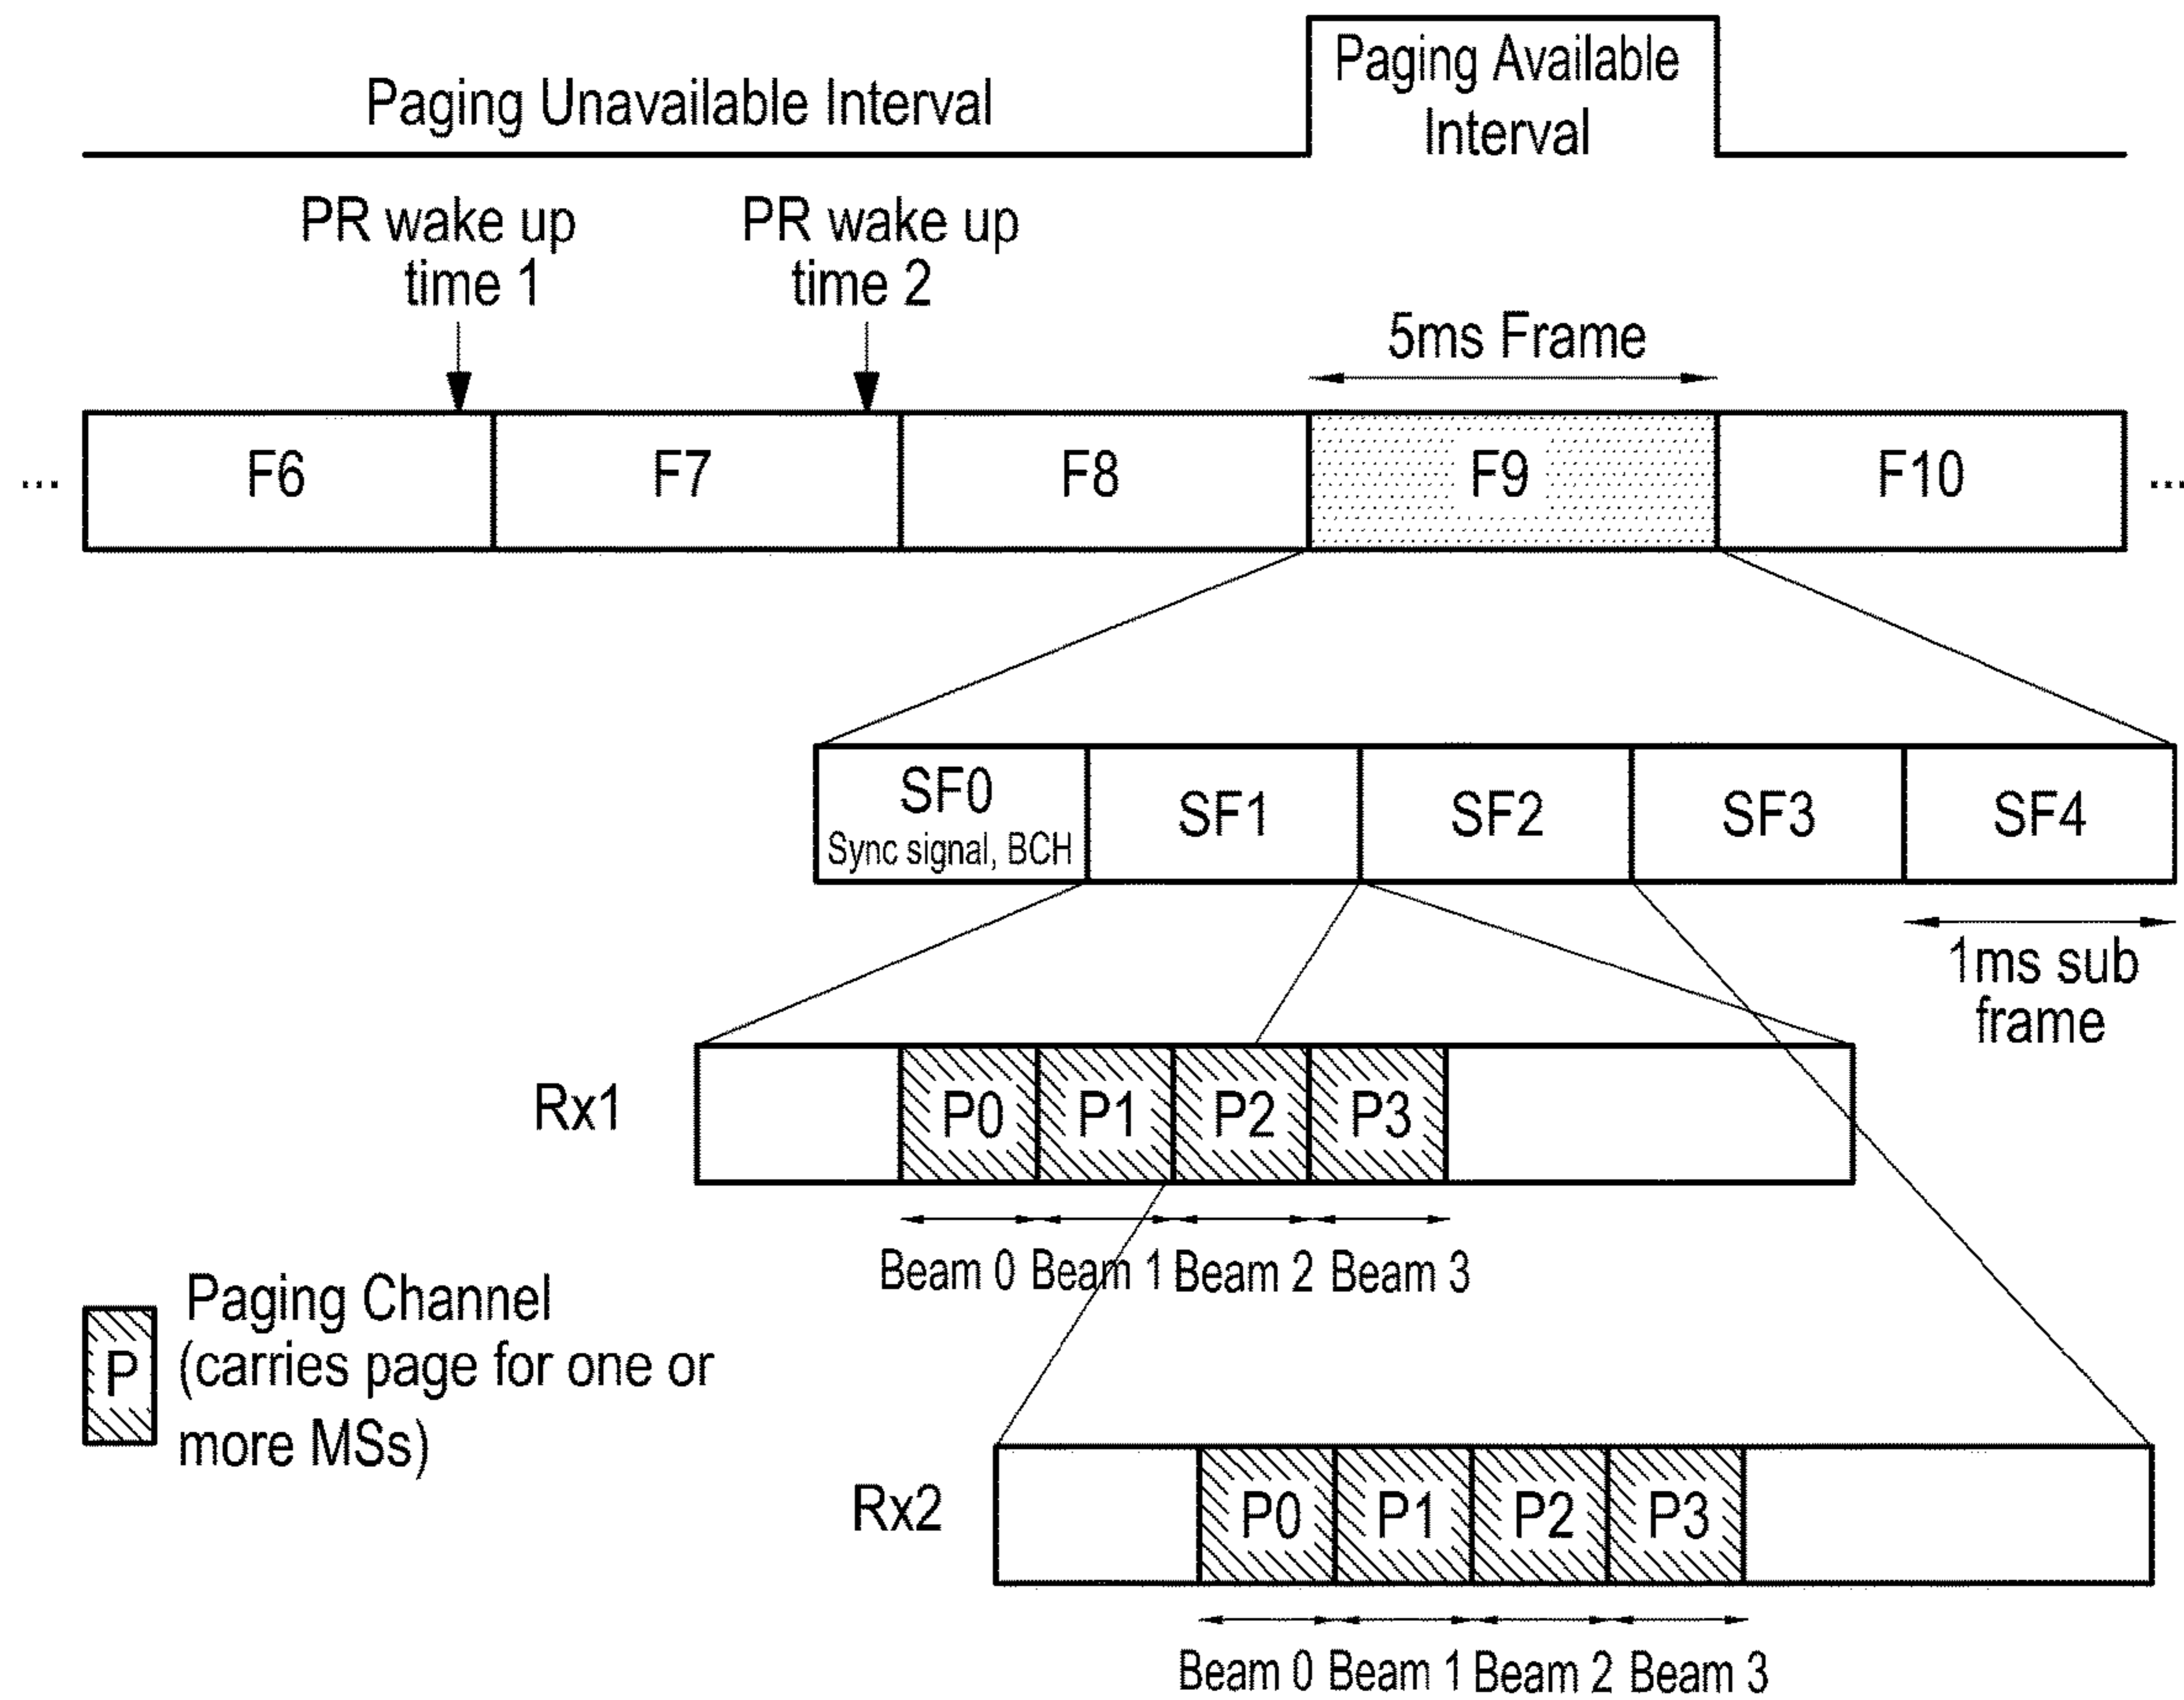 Paging Unavailable Interval
Paging Available
Interval
PR wake up
time 1
PR wake up
time 2
5ms Frame
... F6 F7 F8 F9 F10 ...
SF0
Sync signal, BCH
SF1 SF2 SF3 SF4
1ms sub
frame
Rx1 P0 P1 P2 P3
Beam 0 Beam 1 Beam 2 Beam 3
P
Paging Channel
(carries page for one or
more MSs)
Rx2 P0 P1 P2 P3
Beam 0 Beam 1 Beam 2 Beam 3